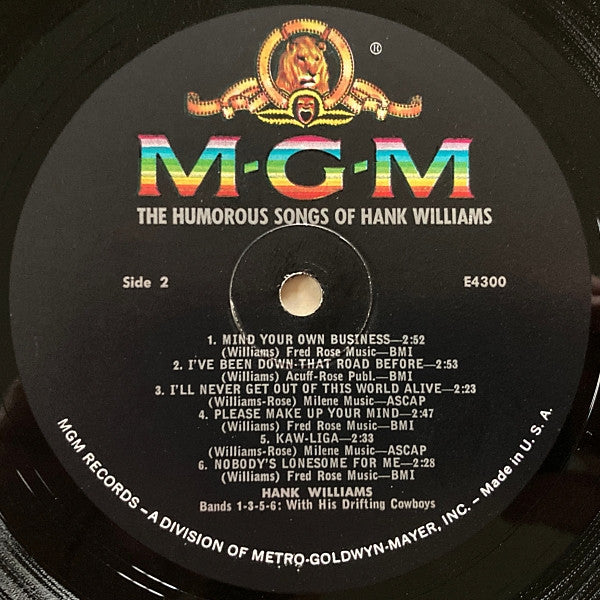 ®
M-G-M
THE HUMOROUS SONGS OF HANK WILLIAMS
Side 2
E4300
1. MIND YOUR OWN BUSINESS—2:52
(Williams) Fred Rose Music—BMI
2. I'VE BEEN DOWN THAT ROAD BEFORE—2:53
(Williams) Acuff-Rose Publ.—BMI
3. I'LL NEVER GET OUT OF THIS WORLD ALIVE—2:23
(Williams-Rose) Milene Music—ASCAP
4. PLEASE MAKE UP YOUR MIND—2:47
(Williams) Fred Rose Music—BMI
5. KAW-LIGA—2:33
(Williams-Rose) Milene Music—ASCAP
6. NOBODY'S LONESOME FOR ME—2:28
(Williams) Fred Rose Music—BMI
HANK WILLIAMS
Bands 1-3-5-6: With His Drifting Cowboys
MGM RECORDS – A DIVISION OF METRO-GOLDWYN-MAYER, INC. – Made in U. S. A.